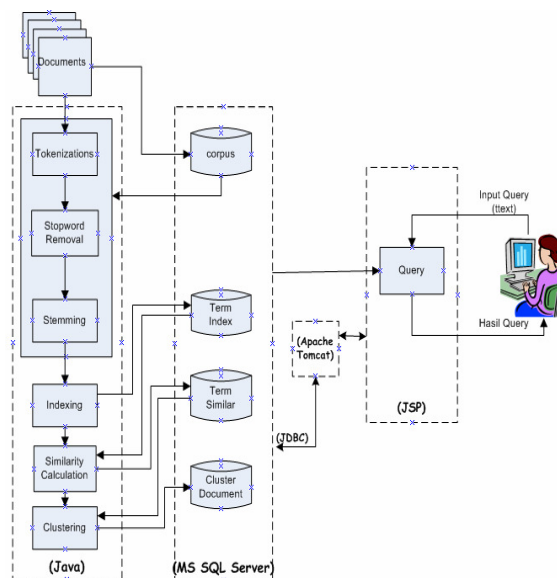 Documents
Tokenizations
corpus
Stopword
Removal
Input Query
(ttext)
Query
Stemming
Term
Index
Hasil Query
(Apache
Tomcat)
Indexing
Term
Similar
(JSP)
(JDBC)
Similarity
Calculation
Cluster
Document
Clustering
(Java)
(MS SQL Server)